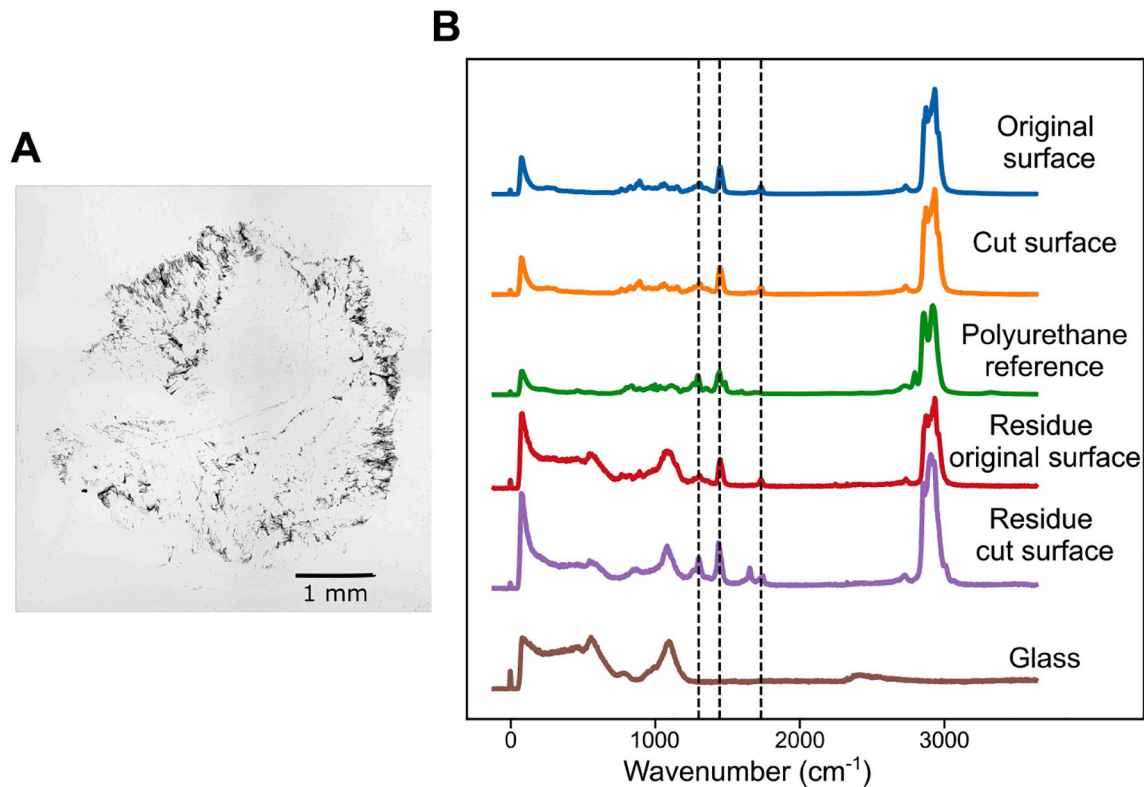 A
1 mm
B
Original
surface
Cut surface
Polyurethane
reference
Residue
original surface
Residue
cut surface
Glass
0 1000 2000 3000
Wavenumber (cm⁻¹)